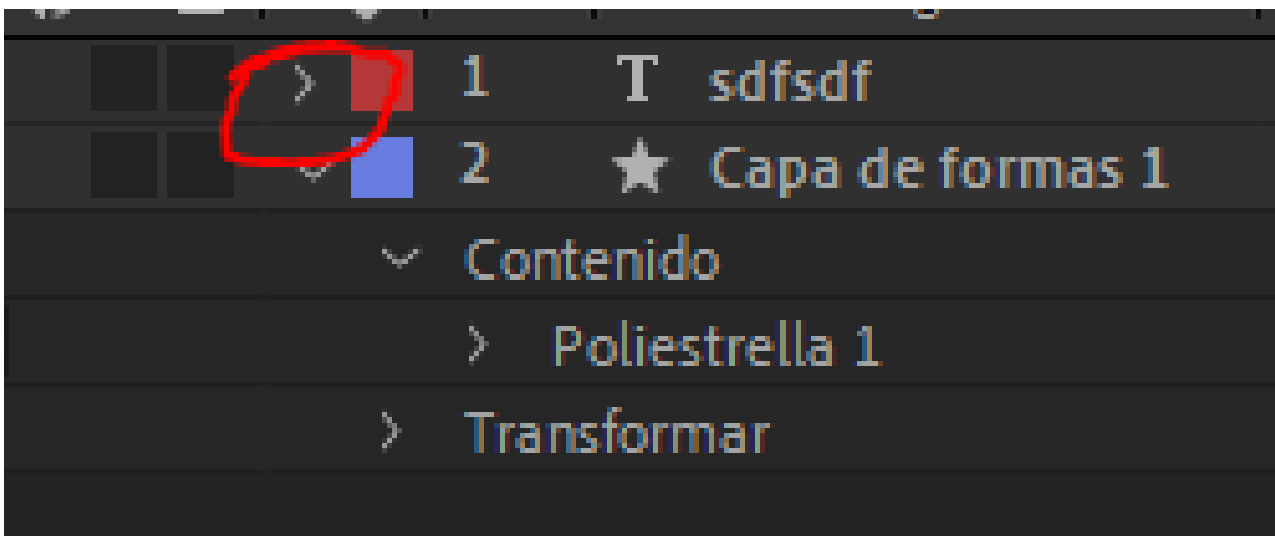 1 T sdfsdf
2 Capa de formas 1
Contenido
Poliestrella 1
Transformar